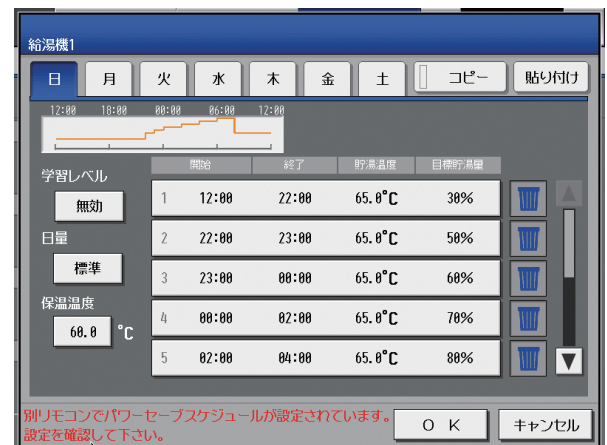 給湯機1
日 月 火 水 木 金 土 コピー 貼り付け
12:00 18:00 00:00 06:00 12:00
開始 終了 貯湯温度 目標貯湯量
学習レベル
無効
日量
標準
保温温度
60.0 °C
1 12:00 22:00 65.0°C 30%
2 22:00 23:00 65.0°C 50%
3 23:00 00:00 65.0°C 60%
4 00:00 02:00 65.0°C 70%
5 02:00 04:00 65.0°C 80%
別リモコンでパワーセーブスケジュールが設定されています。
設定を確認して下さい。
OK キャンセル